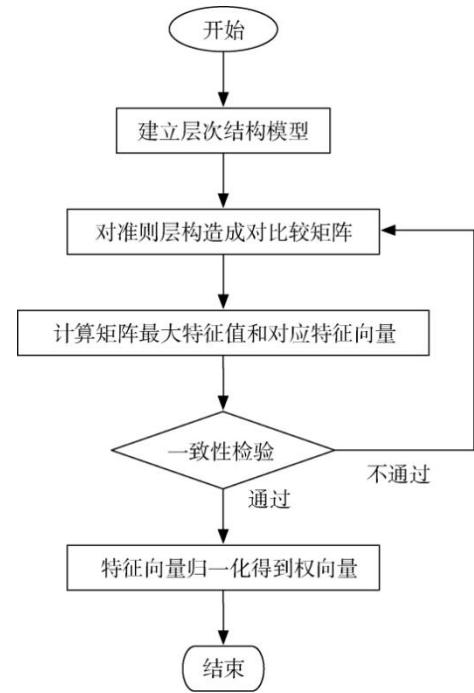 开始
建立层次结构模型
对准则层构造成对比较矩阵
计算矩阵最大特征值和对应特征向量
一致性检验
不通过
通过
特征向量归一化得到权向量
结束